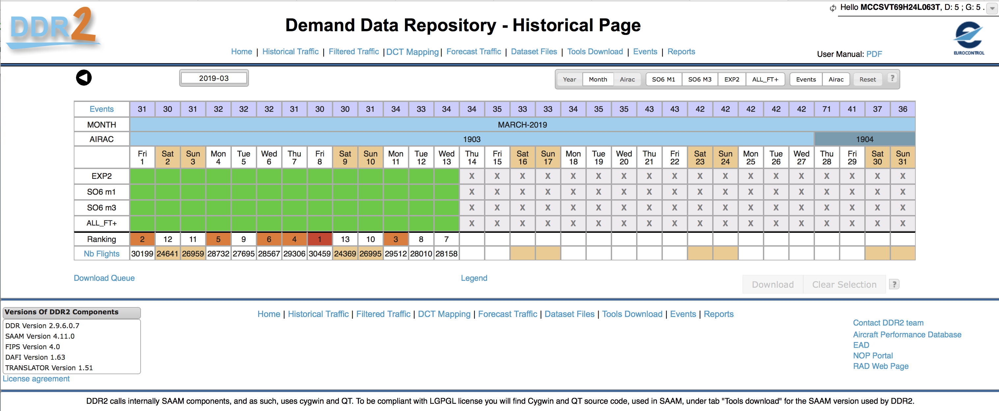 Hello MCCSVT69H24L063T, D: 5 ; G: 5 .
DDR2
Demand Data Repository - Historical Page
EUROCONTROL
Home | Historical Traffic | Filtered Traffic |DCT Mapping| Forecast Traffic | Dataset Files | Tools Download | Events | Reports
User Manual: PDF
2019-03
Year Month Airac SO6 M1 SO6 M3 EXP2 ALL_FT+ Events Airac Reset ?
Events 31 30 31 32 32 32 31 30 30 31 34 33 34 34 35 33 33 34 35 35 43 43 42 42 42 42 42 71 41 37 36
MONTH MARCH-2019
AIRAC 1903 1904
Fri Sat Sun Mon Tue Wed Thu Fri Sat Sun Mon Tue Wed Thu Fri Sat Sun Mon Tue Wed Thu Fri Sat Sun Mon Tue Wed Thu Fri Sat Sun
1 2 3 4 5 6 7 8 9 10 11 12 13 14 15 16 17 18 19 20 21 22 23 24 25 26 27 28 29 30 31
EXP2 X X X X X X X X X X X X X X X X X X
SO6 m1 X X X X X X X X X X X X X X X X X X
SO6 m3 X X X X X X X X X X X X X X X X X X
ALL_FT+ X X X X X X X X X X X X X X X X X X
Ranking 2 12 11 5 9 6 4 1 13 10 3 8 7
Nb Flights 30199 24641 26959 28732 27695 28567 29306 30459 24369 26995 29512 28010 28158
Download Queue Legend Download Clear Selection ?
Versions Of DDR2 Components
DDR Version 2.9.6.0.7
SAAM Version 4.11.0
FIPS Version 4.0
DAFI Version 1.63
TRANSLATOR Version 1.51
License agreement
Home | Historical Traffic | Filtered Traffic | DCT Mapping | Forecast Traffic | Dataset Files | Tools Download | Events | Reports
Contact DDR2 team
Aircraft Performance Database
EAD
NOP Portal
RAD Web Page
DDR2 calls internally SAAM components, and as such, uses cygwin and QT. To be compliant with LGPGL license you will find Cygwin and QT source code, used in SAAM, under tab "Tools download" for the SAAM version used by DDR2.